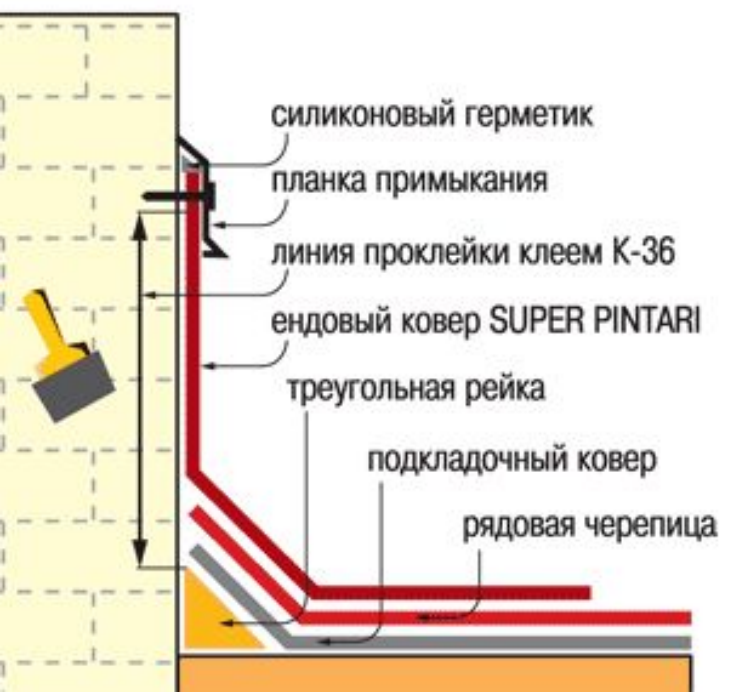 силиконовый герметик
планка примыкания
линия проклейки клеем К-36
ендовый ковер SUPER PINTARI
треугольная рейка
подкладочный ковер
рядовая черепица